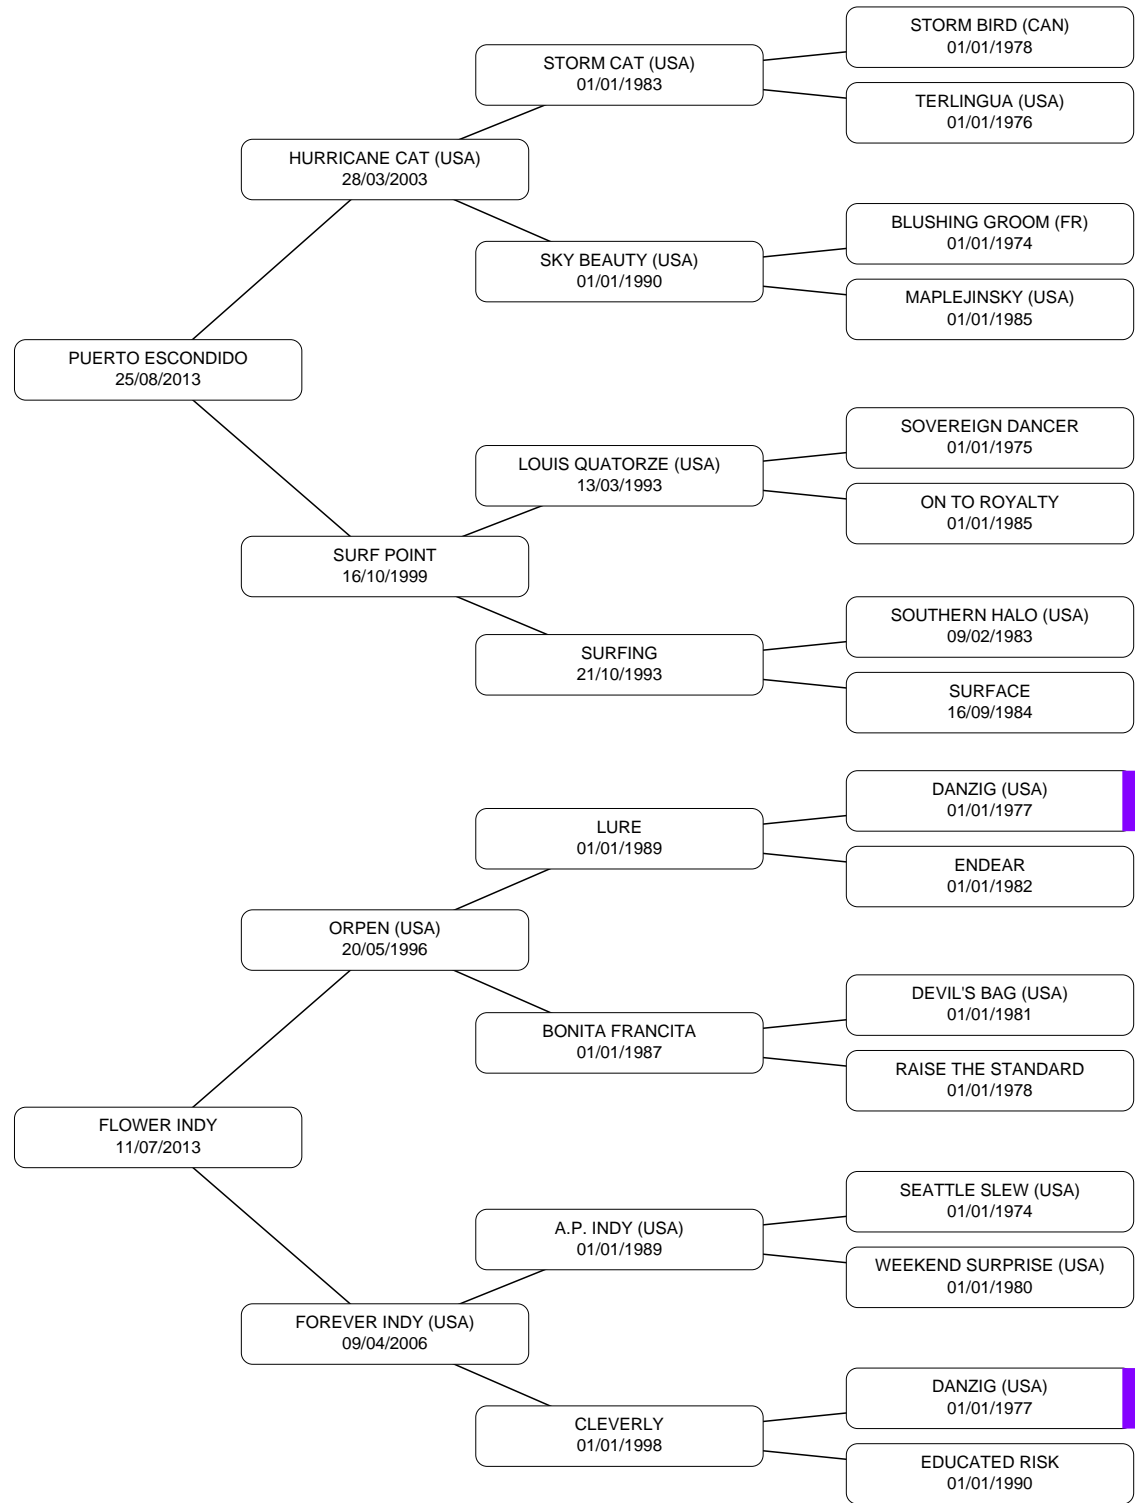 STORM BIRD (CAN)
01/01/1978
STORM CAT (USA)
01/01/1983
TERLINGUA (USA)
01/01/1976
HURRICANE CAT (USA)
28/03/2003
BLUSHING GROOM (FR)
01/01/1974
SKY BEAUTY (USA)
01/01/1990
MAPLEJINSKY (USA)
01/01/1985
PUERTO ESCONDIDO
25/08/2013
SOVEREIGN DANCER
01/01/1975
LOUIS QUATORZE (USA)
13/03/1993
ON TO ROYALTY
01/01/1985
SURF POINT
16/10/1999
SOUTHERN HALO (USA)
09/02/1983
SURFING
21/10/1993
SURFACE
16/09/1984
DANZIG (USA)
01/01/1977
LURE
01/01/1989
ENDEAR
01/01/1982
ORPEN (USA)
20/05/1996
DEVIL'S BAG (USA)
01/01/1981
BONITA FRANCITA
01/01/1987
RAISE THE STANDARD
01/01/1978
FLOWER INDY
11/07/2013
SEATTLE SLEW (USA)
01/01/1974
A.P. INDY (USA)
01/01/1989
WEEKEND SURPRISE (USA)
01/01/1980
FOREVER INDY (USA)
09/04/2006
DANZIG (USA)
01/01/1977
CLEVERLY
01/01/1998
EDUCATED RISK
01/01/1990